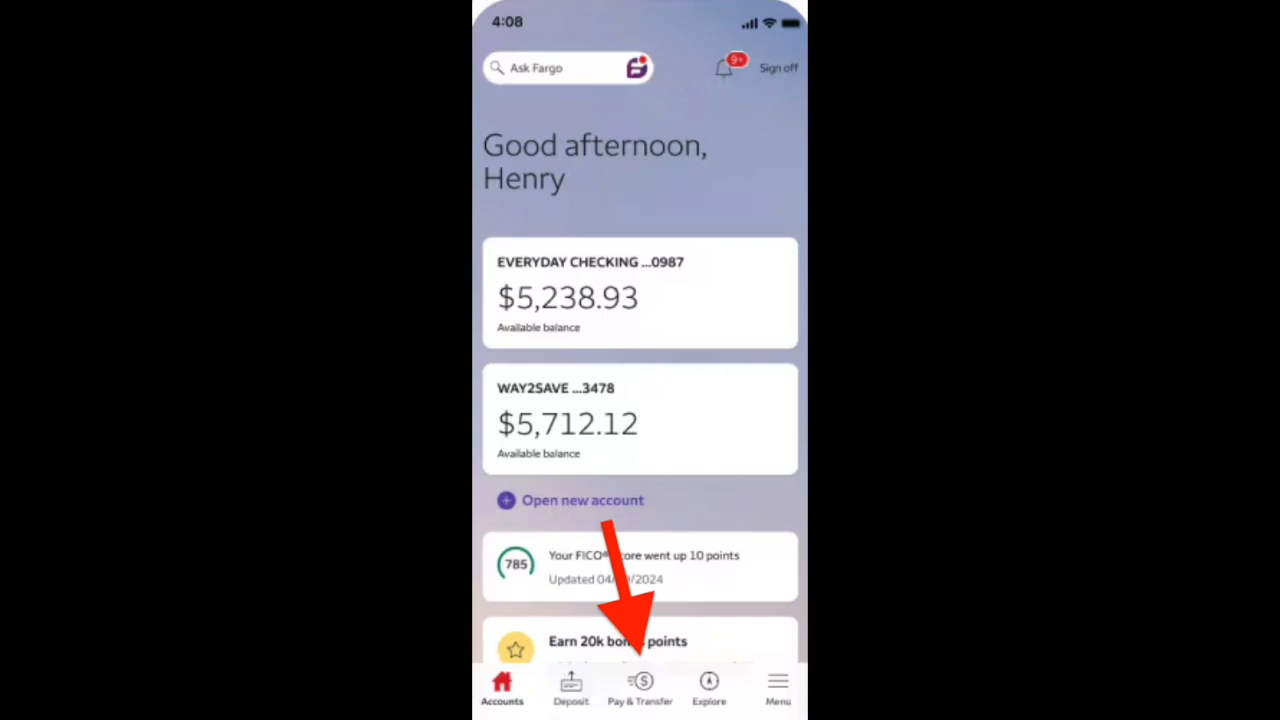 4:08
Ask Fargo
9+
Sign off
Good afternoon,
Henry
EVERYDAY CHECKING ...0987
$5,238.93
Available balance
WAY2SAVE ...3478
$5,712.12
Available balance
Open new account
785
Your FICO® core went up 10 points
Updated 04/ /2024
Earn 20k bon points
Accounts
Deposit
Pay & Transfer
Explore
Menu